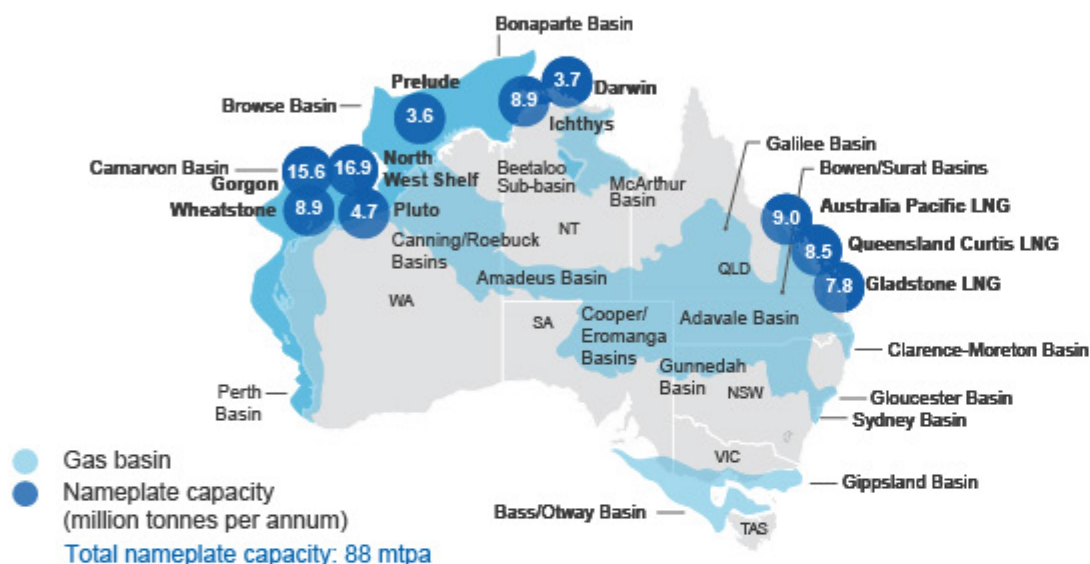 Bonaparte Basin
Prelude
3.7
Darwin
8.9
Browse Basin
3.6
Ichthys
Galilee Basin
Camarvon Basin
15.6
16.9
North
West Shelf
Beetaloo
Sub-basin
McArthur
Basin
Bowen/Surat Basins
Gorgon
Wheatstone
8.9
4.7
Pluto
9.0
Australia Pacific LNG
NT
Canning/Roebuck
Basins
8.5
Queensland Curtis LNG
Amadeus Basin
QLD
7.8
Gladstone LNG
WA
SA
Cooper/
Eromanga
Basins
Adavale Basin
Clarence-Moreton Basin
Gunnedah
Basin
NSW
Perth
Basin
Gloucester Basin
Sydney Basin
VIC
Gippsland Basin
Bass/Otway Basin
TAS
Gas basin
Nameplate capacity
(million tonnes per annum)
Total nameplate capacity: 88 mtpa